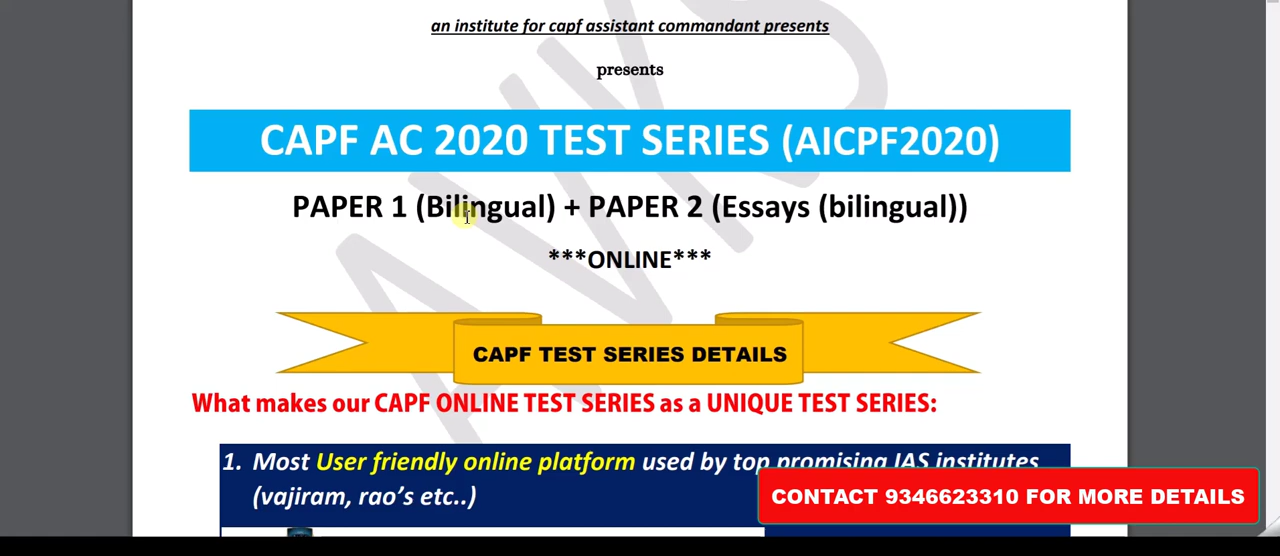 an institute for capf assistant commandant presents
presents
CAPF AC 2020 TEST SERIES (AICPF2020)
PAPER 1 (Bilingual) + PAPER 2 (Essays (bilingual))
***ONLINE***
CAPF TEST SERIES DETAILS
What makes our CAPF ONLINE TEST SERIES as a UNIQUE TEST SERIES:
1. Most User friendly online platform used by top promising IAS institutes
(vajiram, rao's etc..)
CONTACT 9346623310 FOR MORE DETAILS
AVKS